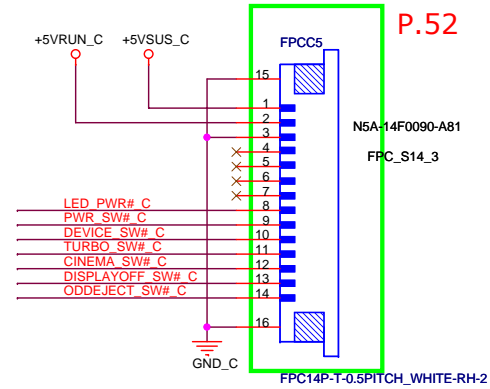 P.52
+5VRUN_C +5VSUS_C
FPCC5
15
1
2
3
4
5
6
7
8
9
10
11
12
13
14
16
N5A-14F0090-A81
FPC_S14_3
LED_PWR#_C
PWR_SW#_C
DEVICE_SW#_C
TURBO_SW#_C
CINEMA_SW#_C
DISPLAYOFF_SW#_C
ODDEJECT_SW#_C
GND_C
FPC14P-T-0.5PITCH_WHITE-RH-2